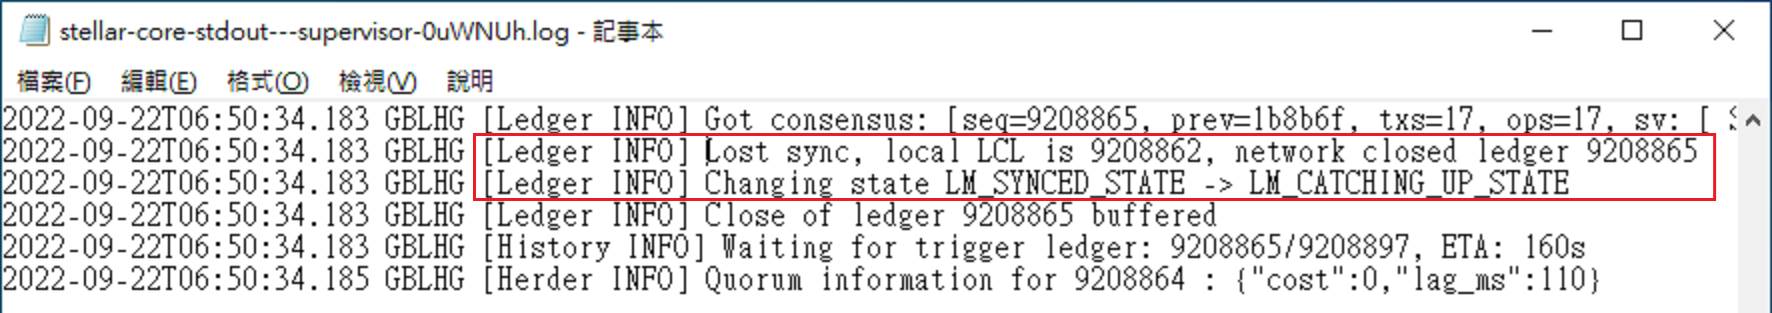 stellar-core-stdout---supervisor-0uWNUh.log - 記事本
檔案(F) 編輯(E) 格式(O) 檢視(V) 說明
2022-09-22T06:50:34.183 GBLHG [Ledger INFO] Got consensus: [seq=9208865, prev=1b8b6f, txs=17, ops=17, sv: [
2022-09-22T06:50:34.183 GBLHG [Ledger INFO] Lost sync, local LCL is 9208862, network closed ledger 9208865
2022-09-22T06:50:34.183 GBLHG [Ledger INFO] Changing state LM_SYNCED_STATE -> LM_CATCHING_UP_STATE
2022-09-22T06:50:34.183 GBLHG [Ledger INFO] Close of ledger 9208865 buffered
2022-09-22T06:50:34.183 GBLHG [History INFO] Waiting for trigger ledger: 9208865/9208897, ETA: 160s
2022-09-22T06:50:34.185 GBLHG [Herder INFO] Quorum information for 9208864 : {"cost":0,"lag_ms":110}